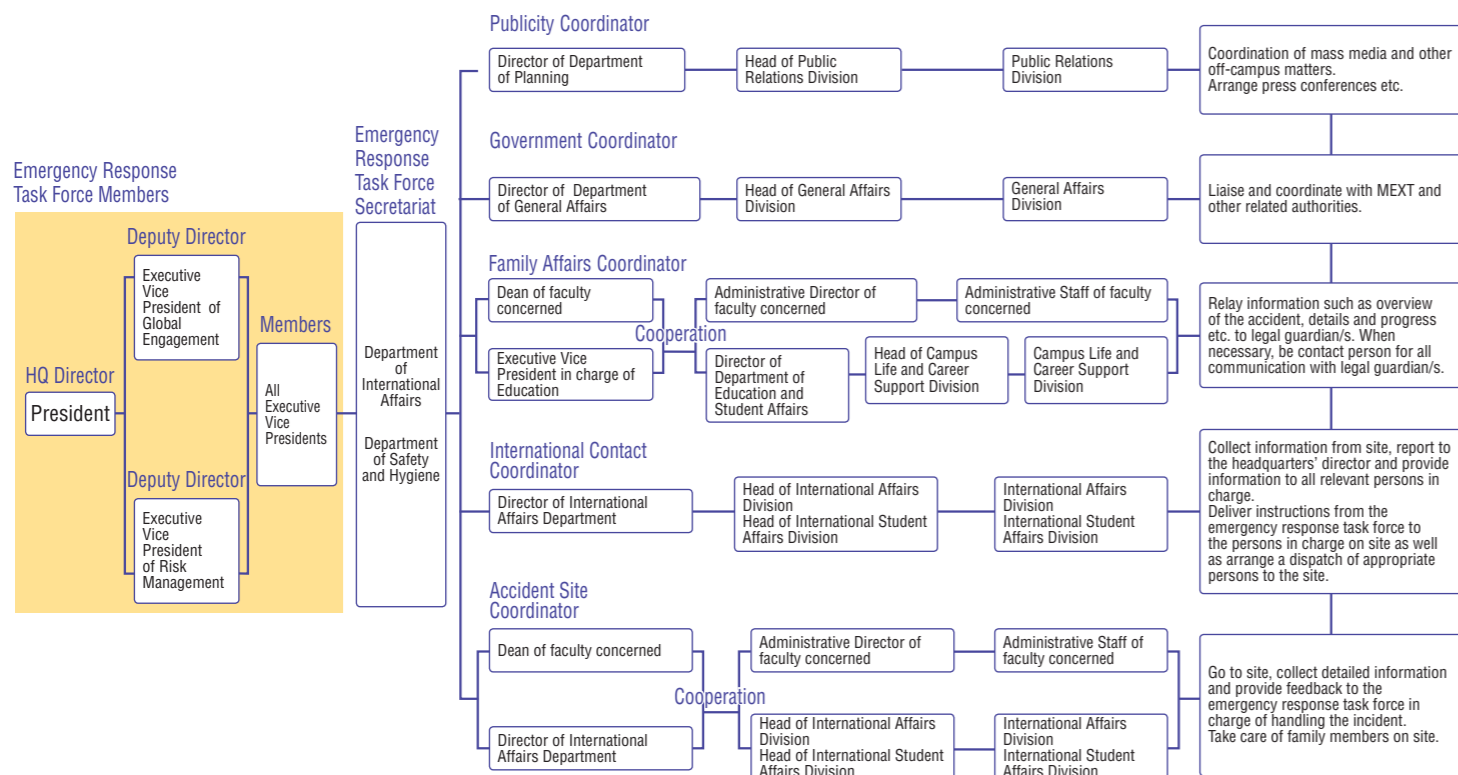 Emergency Response
Task Force Members
HQ Director
President
Deputy Director
Executive
Vice
President of
Global
Engagement
Deputy Director
Executive
Vice
President
of Risk
Management
Members
All
Executive
Vice
Presidents
Emergency
Response
Task Force
Secretariat
Department
of
International
Affairs
Department
of Safety
and Hygiene
Publicity Coordinator
Director of Department
of Planning
Head of Public
Relations Division
Public Relations
Division
Coordination of mass media and other
off-campus matters.
Arrange press conferences etc.
Government Coordinator
Director of Department
of General Affairs
Head of General Affairs
Division
General Affairs
Division
Liaise and coordinate with MEXT and
other related authorities.
Family Affairs Coordinator
Dean of faculty
concerned
Executive Vice
President in charge of
Education
Cooperation
Administrative Director of
faculty concerned
Administrative Staff of faculty
concerned
Director of
Department of
Education and
Student Affairs
Head of Campus
Life and Career
Support Division
Campus Life and
Career Support
Division
Relay information such as overview
of the accident, details and progress
etc. to legal guardian/s. When
necessary, be contact person for all
communication with legal guardian/s.
International Contact
Coordinator
Director of International
Affairs Department
Head of International Affairs
Division
Head of International Student
Affairs Division
International Affairs
Division
International Student
Affairs Division
Collect information from site, report to
the headquarters' director and provide
information to all relevant persons in
charge.
Deliver instructions from the
emergency response task force to
the persons in charge on site as well
as arrange a dispatch of appropriate
persons to the site.
Accident Site
Coordinator
Dean of faculty concerned
Director of International
Affairs Department
Cooperation
Administrative Director of
faculty concerned
Administrative Staff of
faculty concerned
Head of International Affairs
Division
Head of International Student
Affairs Division
International Affairs
Division
International Student
Affairs Division
Go to site, collect detailed information
and provide feedback to the
emergency response task force in
charge of handling the incident.
Take care of family members on site.